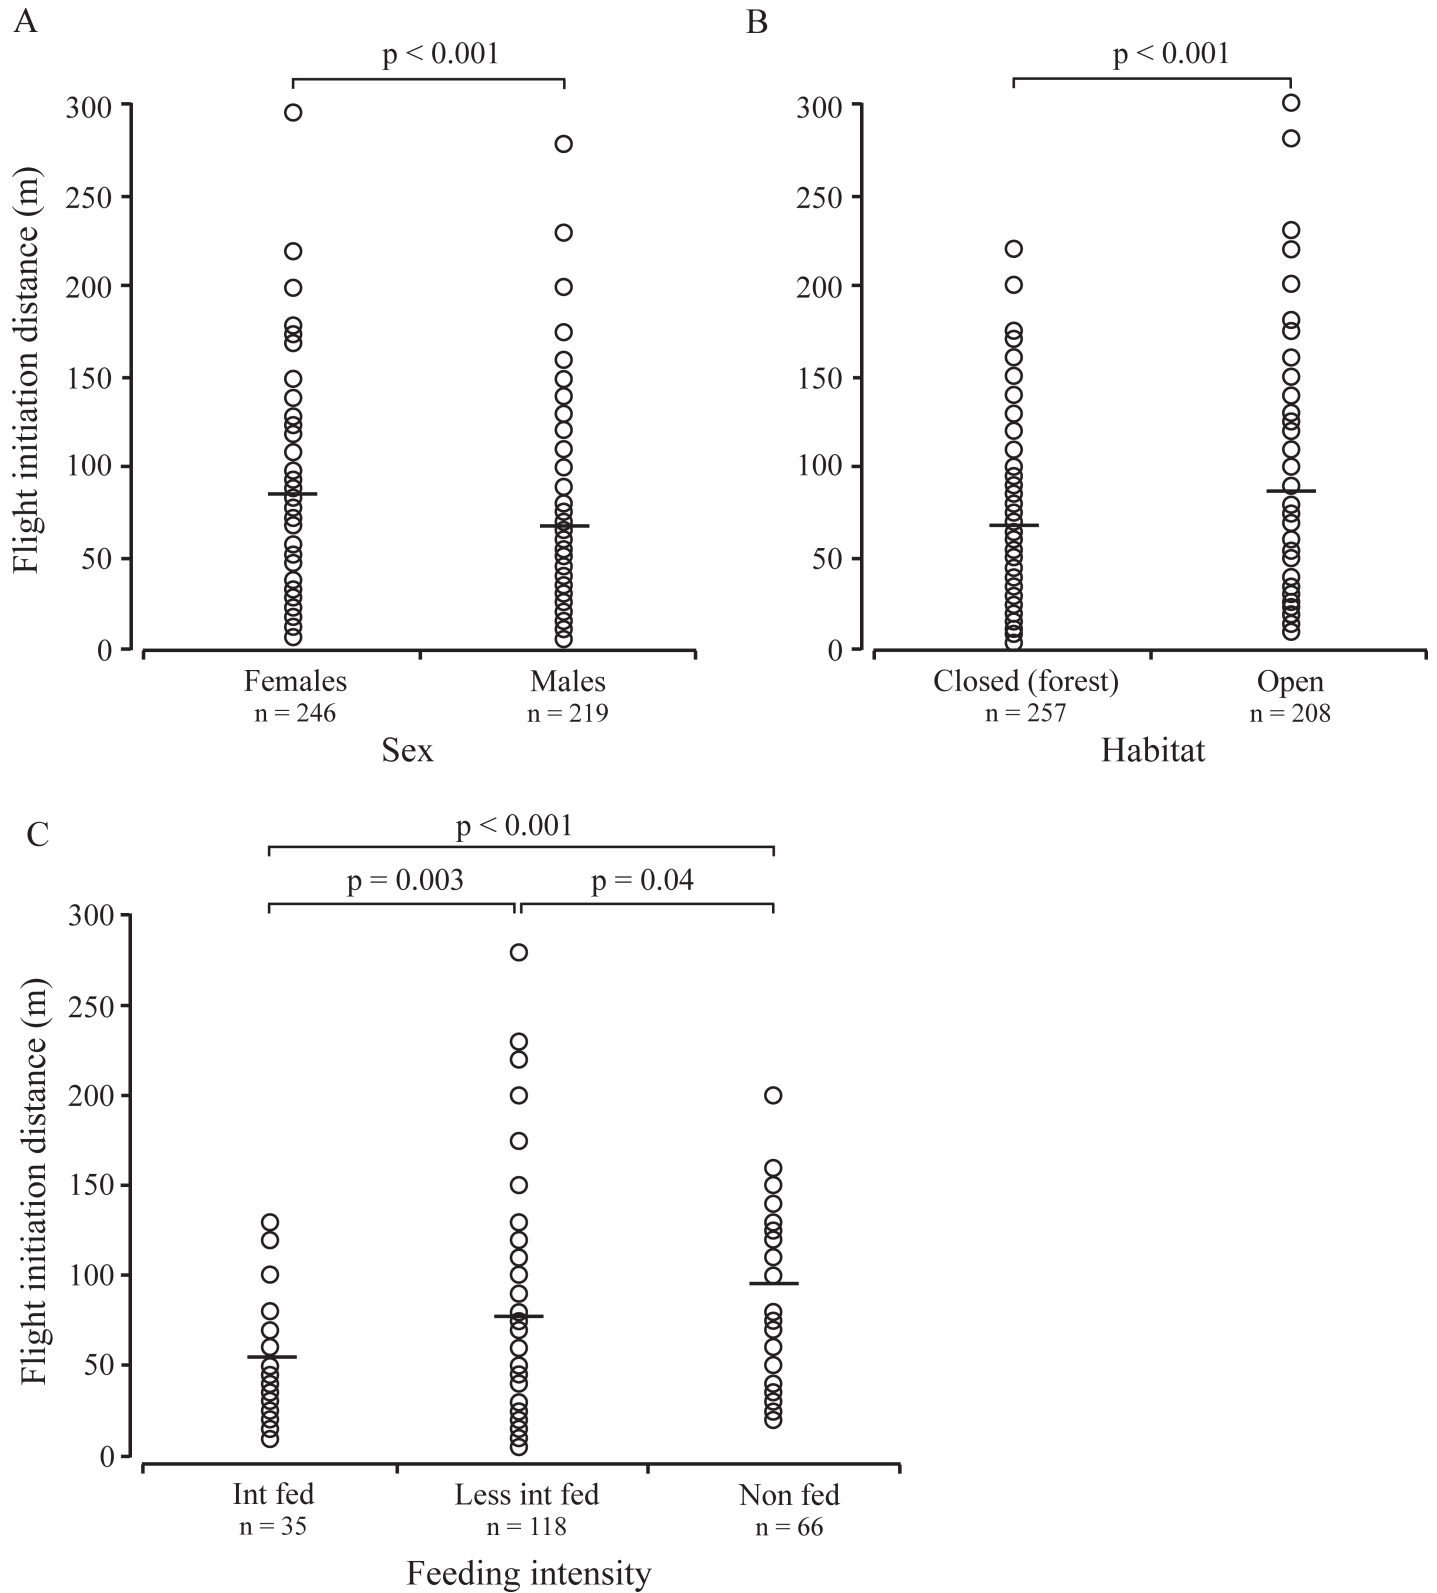 A
p < 0.001
Flight initiation distance (m)
300
250
200
150
100
50
0
Females
n = 246
Males
n = 219
Sex
B
p < 0.001
300
250
200
150
100
50
0
Closed (forest)
n = 257
Open
n = 208
Habitat
C
p < 0.001
p = 0.003
p = 0.04
Flight initiation distance (m)
300
250
200
150
100
50
0
Int fed
n = 35
Less int fed
n = 118
Non fed
n = 66
Feeding intensity